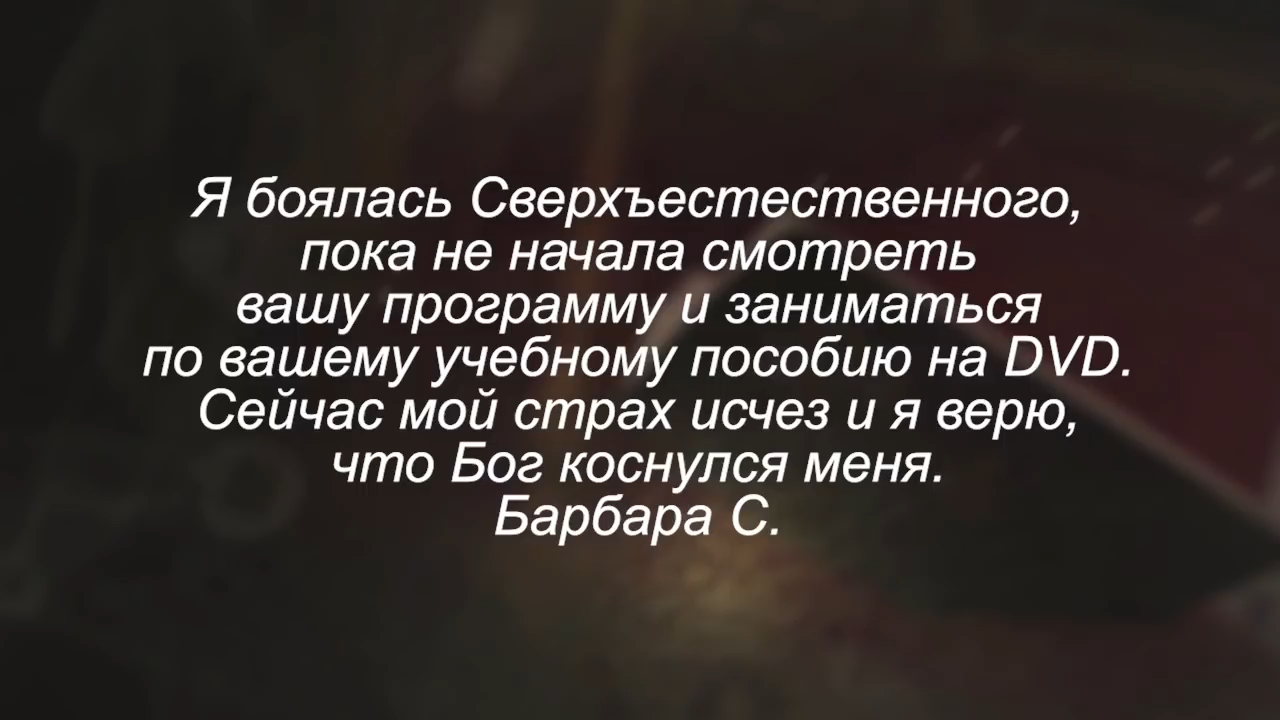 Я боялась Сверхъестественного,
пока не начала смотреть
вашу программу и заниматься
по вашему учебному пособию на DVD.
Сейчас мой страх исчез и я верю,
что Бог коснулся меня.
Барбара С.